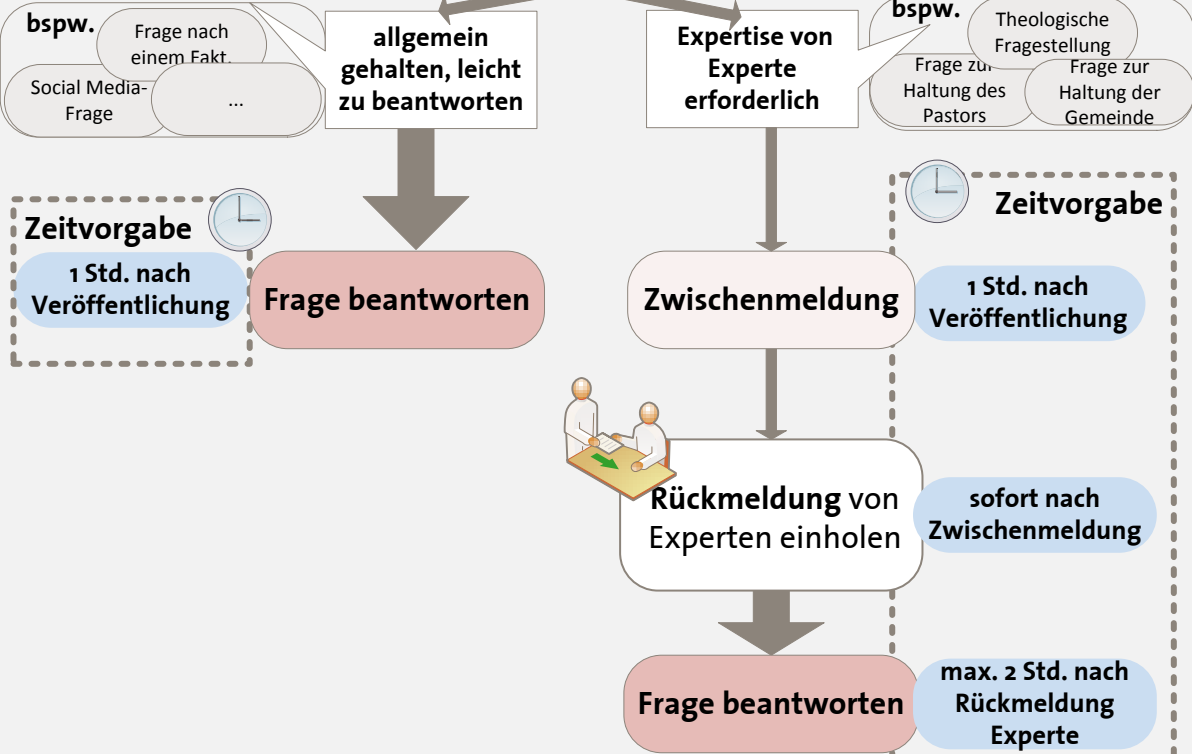 bspw.
Frage nach
einem Fakt.
Social Media-
Frage
...
allgemein
gehalten, leicht
zu beantworten
Expertise von
Experte
erforderlich
bspw.
Theologische
Fragestellung
Frage zur
Haltung des
Pastors
Frage zur
Haltung der
Gemeinde
Zeitvorgabe
1 Std. nach
Veröffentlichung
Frage beantworten
Zeitvorgabe
Zwischenmeldung
1 Std. nach
Veröffentlichung
Rückmeldung von
Experten einholen
sofort nach
Zwischenmeldung
Frage beantworten
max. 2 Std. nach
Rückmeldung
Experte